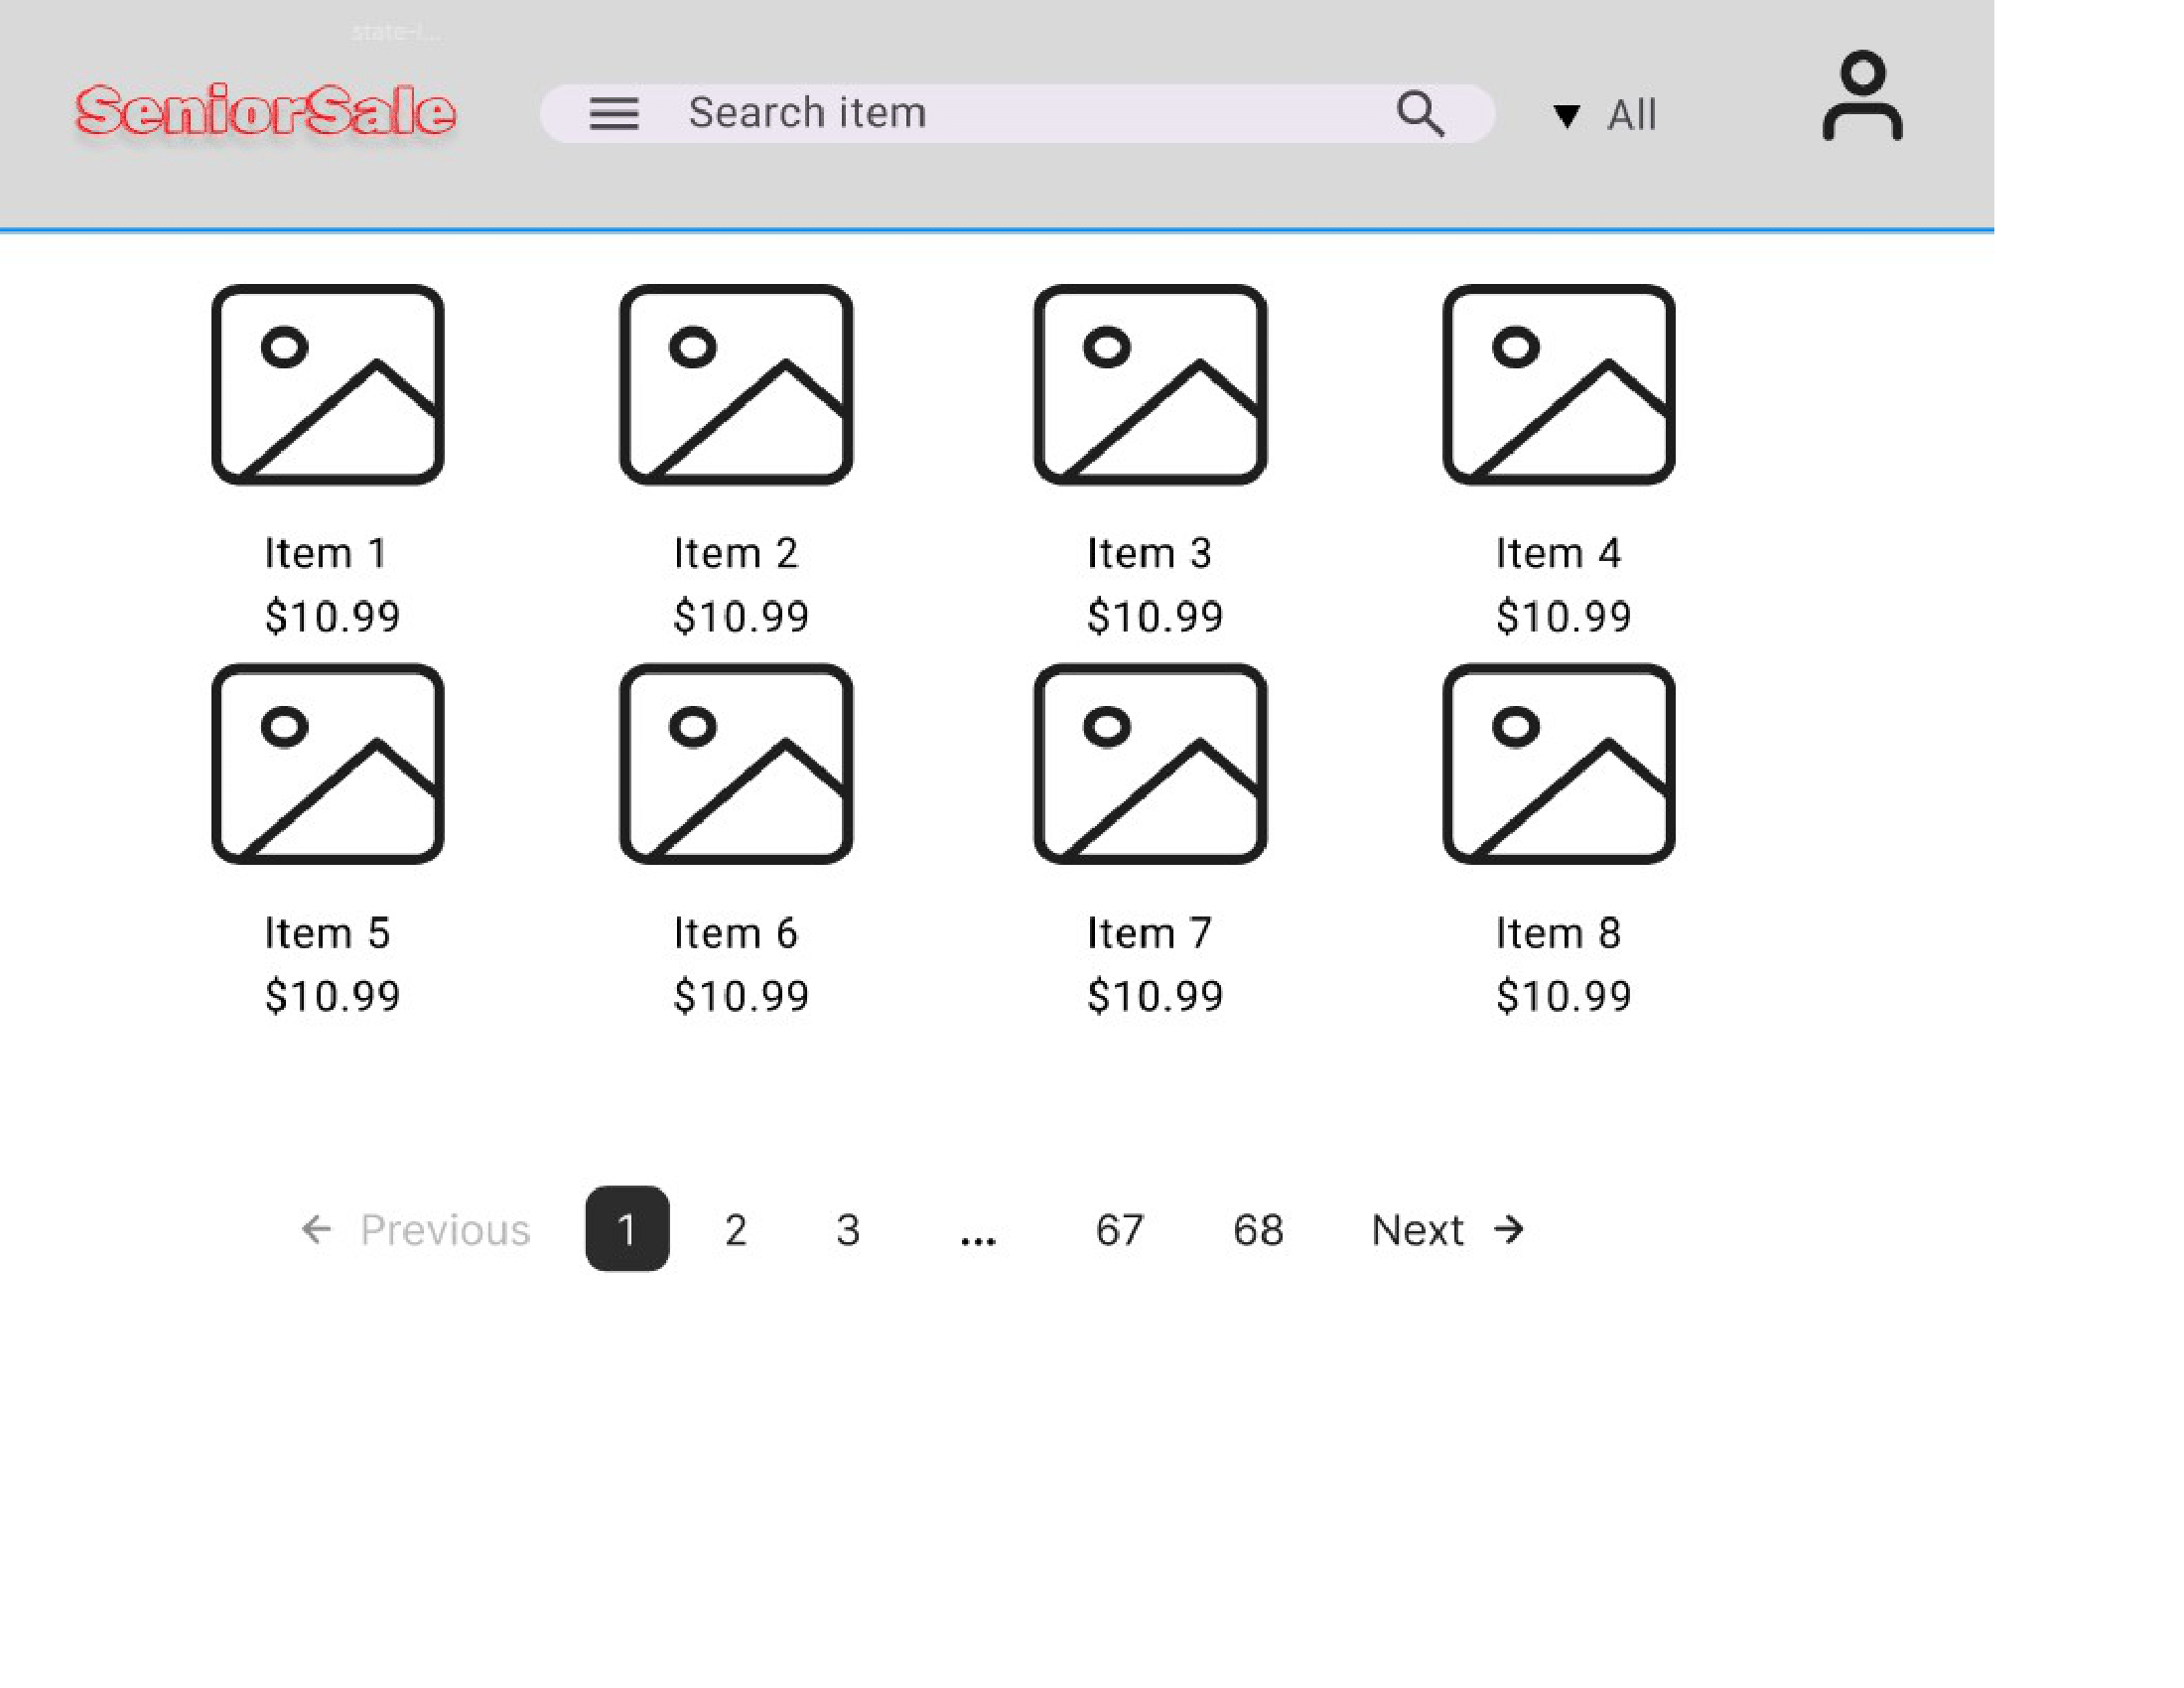 SeniorSale
Search item
All
Item 1
$10.99
Item 2
$10.99
Item 3
$10.99
Item 4
$10.99
Item 5
$10.99
Item 6
$10.99
Item 7
$10.99
Item 8
$10.99
Previous 1 2 3 ... 67 68 Next